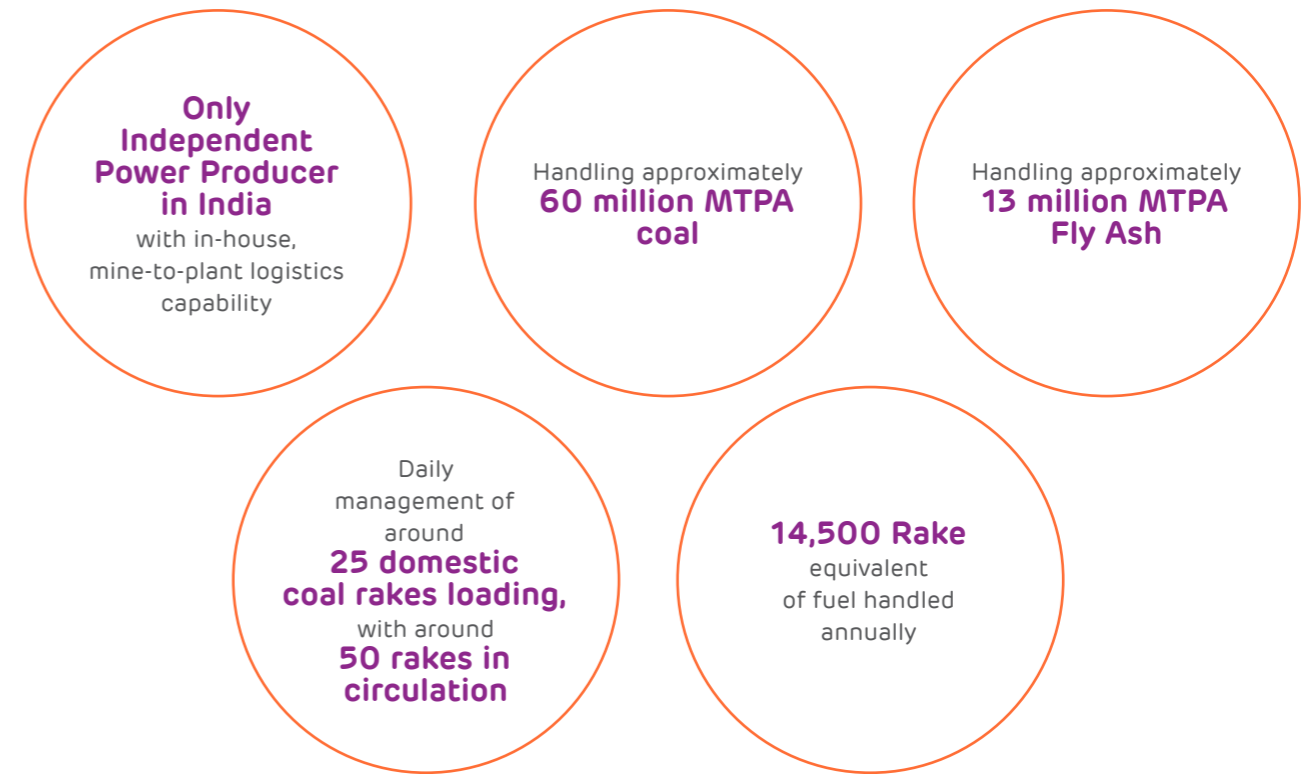 Only
Independent
Power Producer
in India
with in-house,
mine-to-plant logistics
capability
Handling approximately
60 million MTPA
coal
Handling approximately
13 million MTPA
Fly Ash
Daily
management of
around
25 domestic
coal rakes loading,
with around
50 rakes in
circulation
14,500 Rake
equivalent
of fuel handled
annually